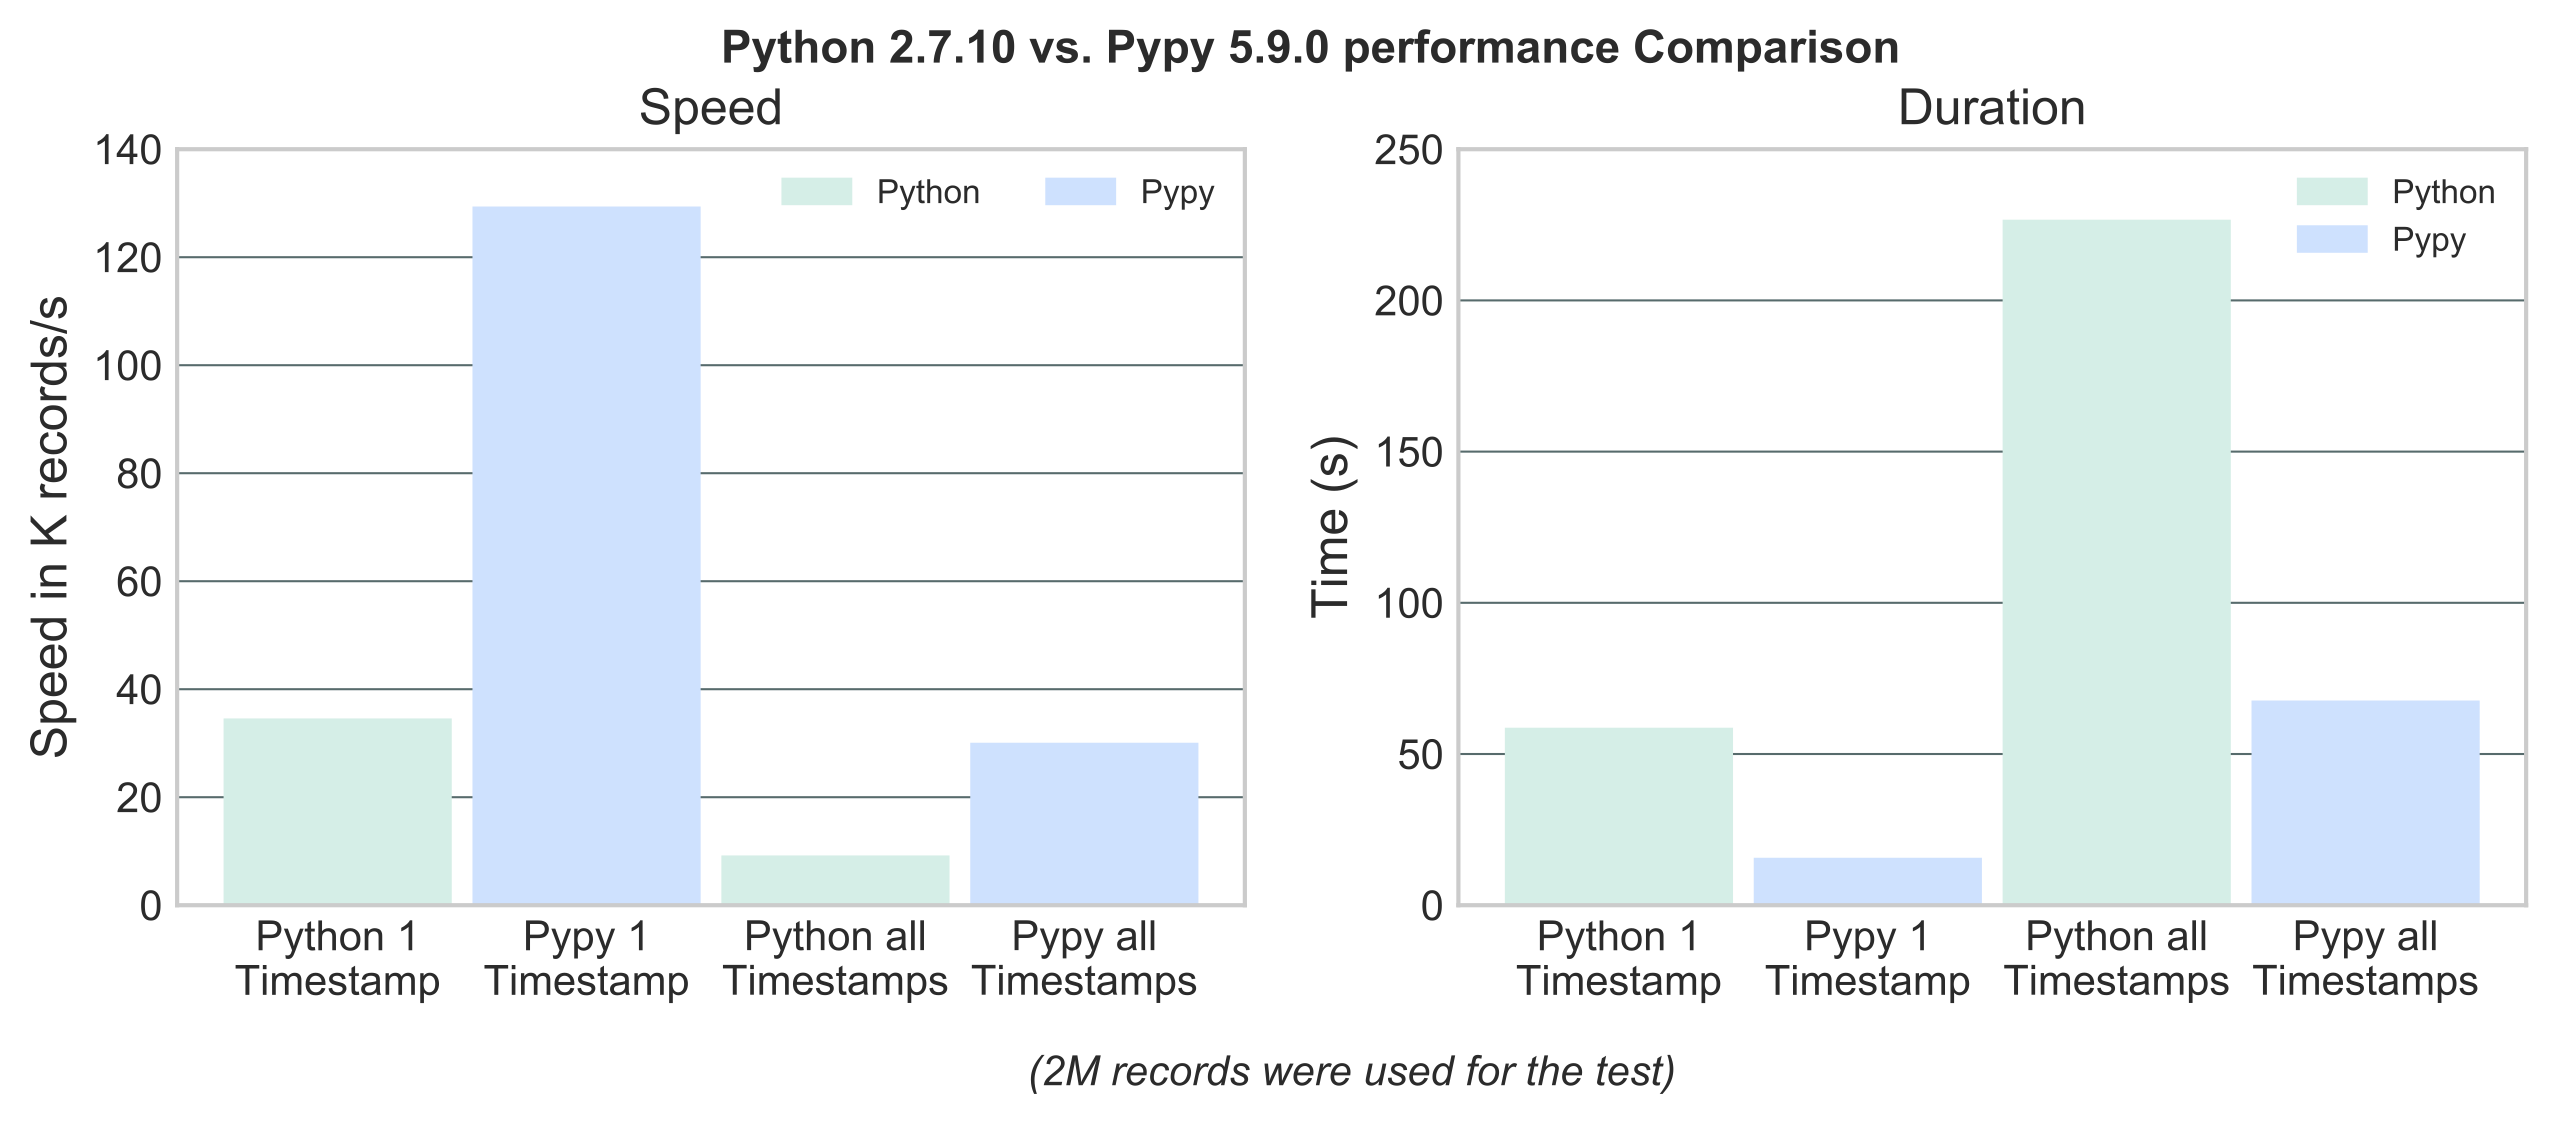 Python 2.7.10 vs. Pypy 5.9.0 performance Comparison
Speed
Speed in K records/s
140
120
100
80
60
40
20
0
Python
Pypy
Python 1
Timestamp
Pypy 1
Timestamp
Python all
Timestamps
Pypy all
Timestamps
Duration
Time (s)
250
200
150
100
50
0
Python
Pypy
Python 1
Timestamp
Pypy 1
Timestamp
Python all
Timestamps
Pypy all
Timestamps
(2M records were used for the test)